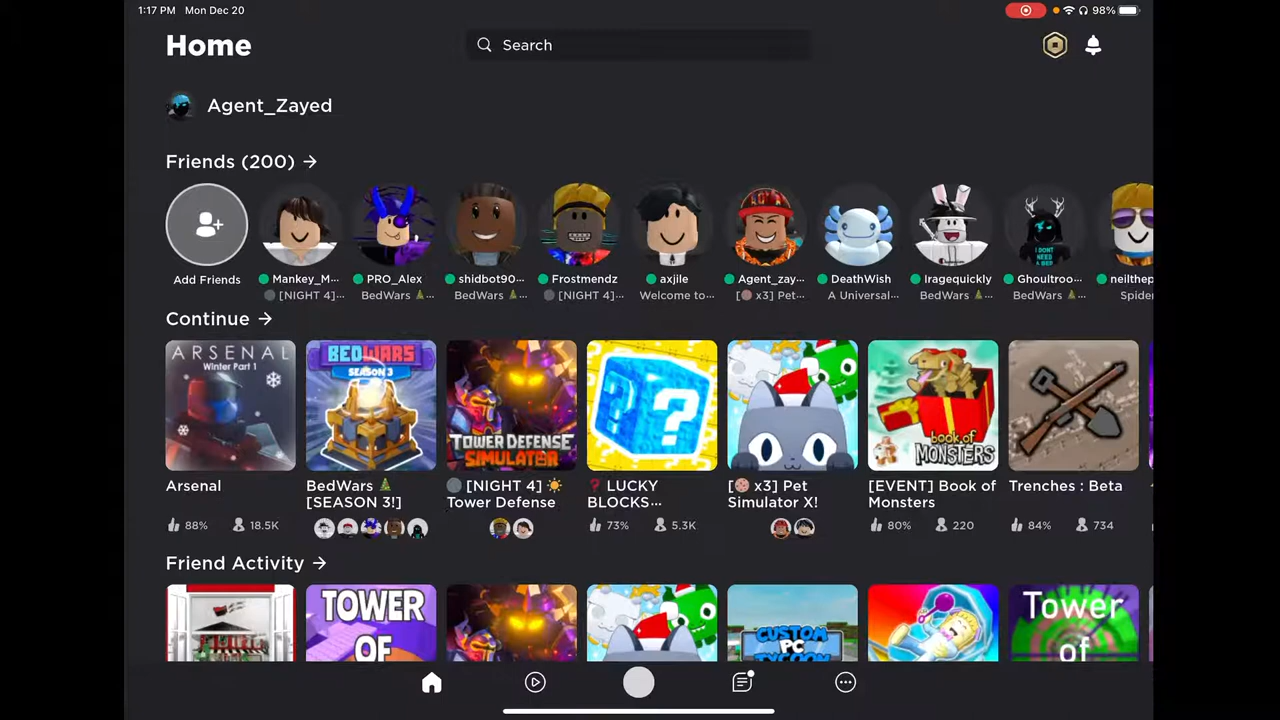 1:17 PM Mon Dec 20
98%
Home
Search
Agent_Zayed
Friends (200) →
Add Friends
Mankey_M...
PRO_Alex
shidbot90...
Frostmendz
axjile
Agent_zay...
DeathWish
Iragequickly
Ghoultroo...
neilthep
[NIGHT 4]...
BedWars
BedWars
[NIGHT 4]...
Welcome to...
[ x3] Pet...
A Universal...
BedWars
BedWars
Spider
I DONT
NEED A
BED
Continue →
ARSENAL
Winter Part 1
BEDWARS
SEASON 3
TOWER DEFENSE
SIMULATOR
? ?
book of
MONSTERS
Arsenal
BedWars
[SEASON 3!]
[NIGHT 4]
Tower Defense
? LUCKY
BLOCKS...
[ x3] Pet
Simulator X!
[EVENT] Book of
Monsters
Trenches : Beta
88% 18.5K
73% 5.3K
80% 220
84% 734
Friend Activity →
TOWER
OF
CUSTOM
PC
TYCOON
Tower
of